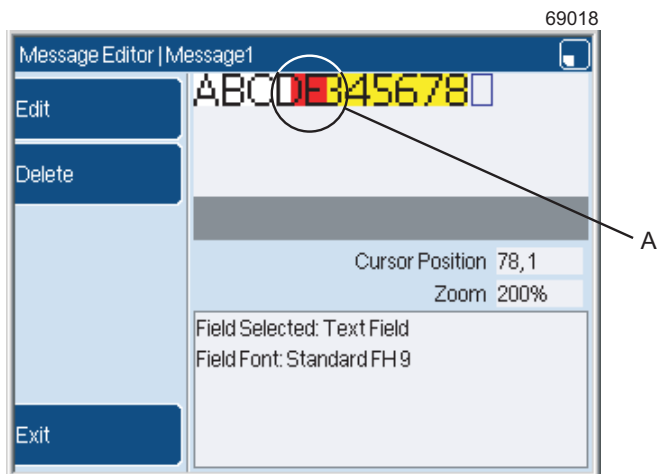 69018
Message Editor | Message1
Edit
ABCDE345678
Delete
A
Cursor Position 78,1
Zoom 200%
Field Selected: Text Field
Field Font: Standard FH 9
Exit